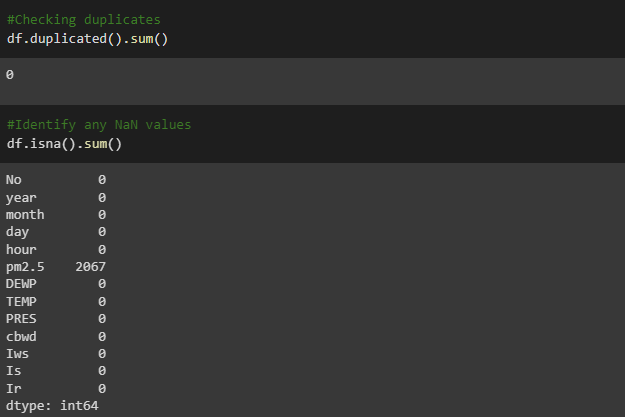 #Checking duplicates
df.duplicated().sum()
0
#Identify any NaN values
df.isna().sum()
No 0
year 0
month 0
day 0
hour 0
pm2.5 2067
DEWP 0
TEMP 0
PRES 0
cbwd 0
Iws 0
Is 0
Ir 0
dtype: int64